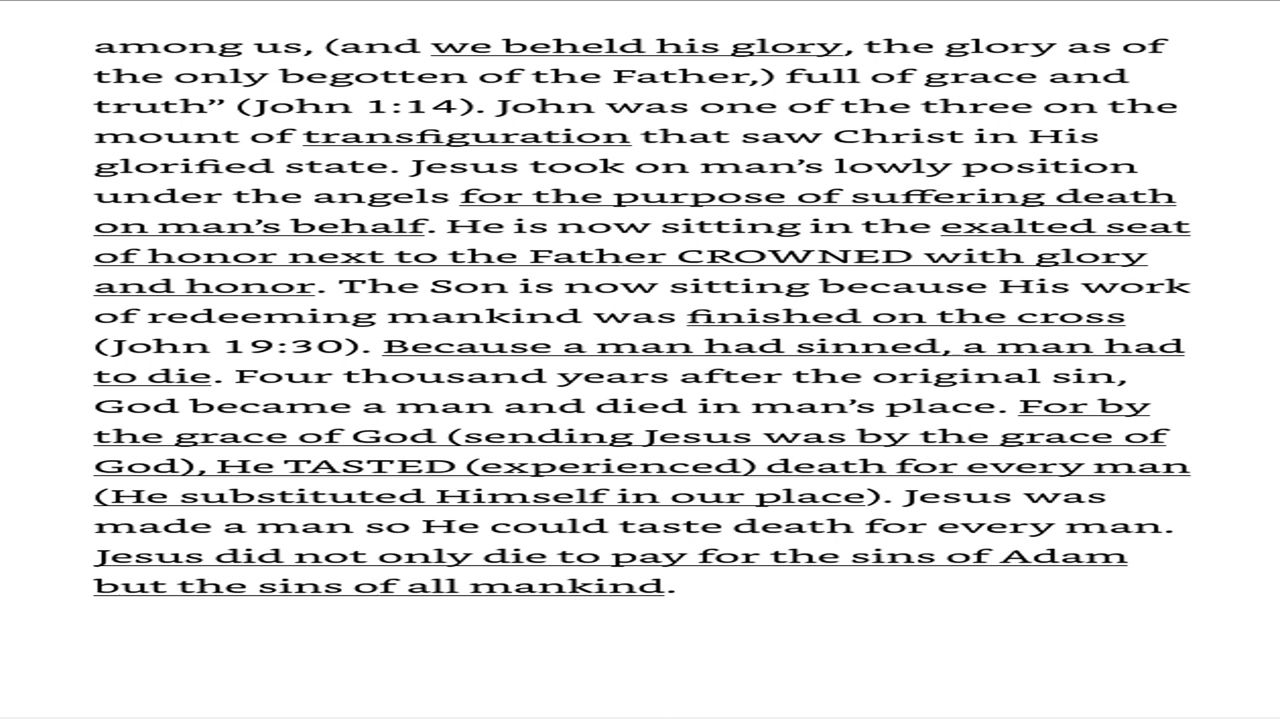 among us, (and we beheld his glory, the glory as of
the only begotten of the Father,) full of grace and
truth” (John 1:14). John was one of the three on the
mount of transfiguration that saw Christ in His
glorified state. Jesus took on man’s lowly position
under the angels for the purpose of suffering death
on man’s behalf. He is now sitting in the exalted seat
of honor next to the Father CROWNED with glory
and honor. The Son is now sitting because His work
of redeeming mankind was finished on the cross
(John 19:30). Because a man had sinned, a man had
to die. Four thousand years after the original sin,
God became a man and died in man’s place. For by
the grace of God (sending Jesus was by the grace of
God), He TASTED (experienced) death for every man
(He substituted Himself in our place). Jesus was
made a man so He could taste death for every man.
Jesus did not only die to pay for the sins of Adam
but the sins of all mankind.